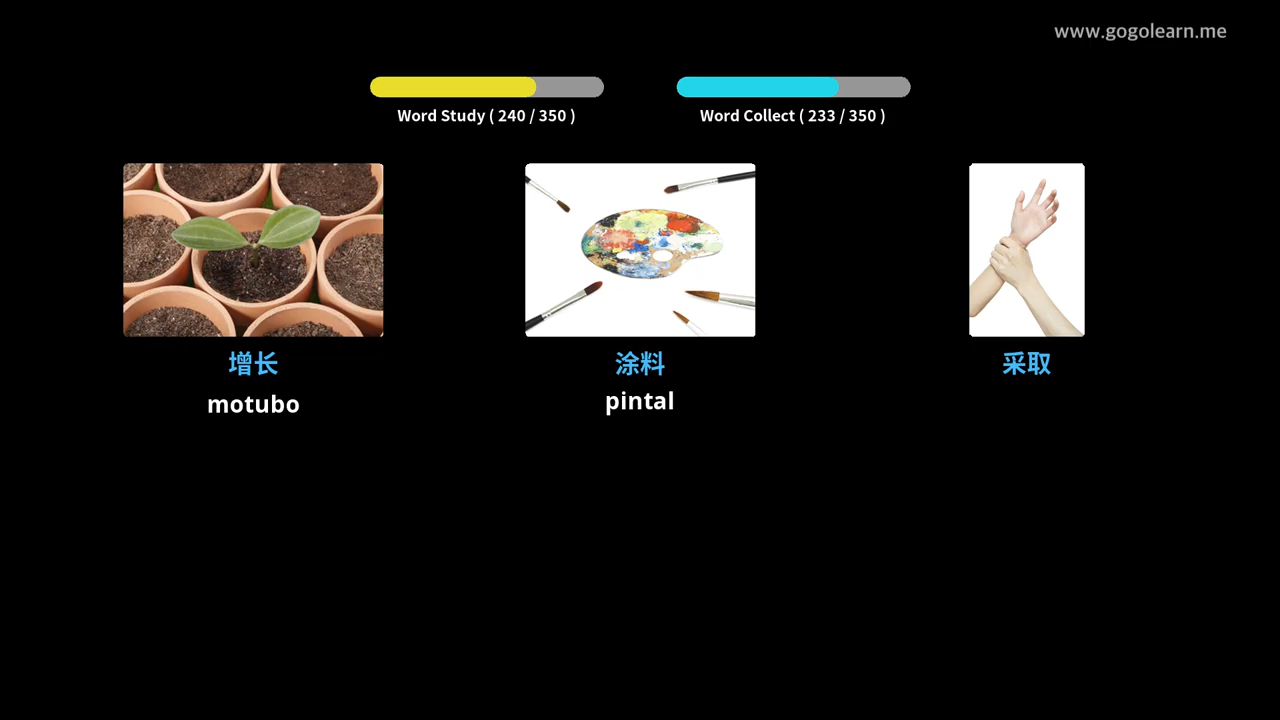 www.gogolearn.me
Word Study ( 240 / 350 )
Word Collect ( 233 / 350 )
增长
涂料
采取
motubo
pintal